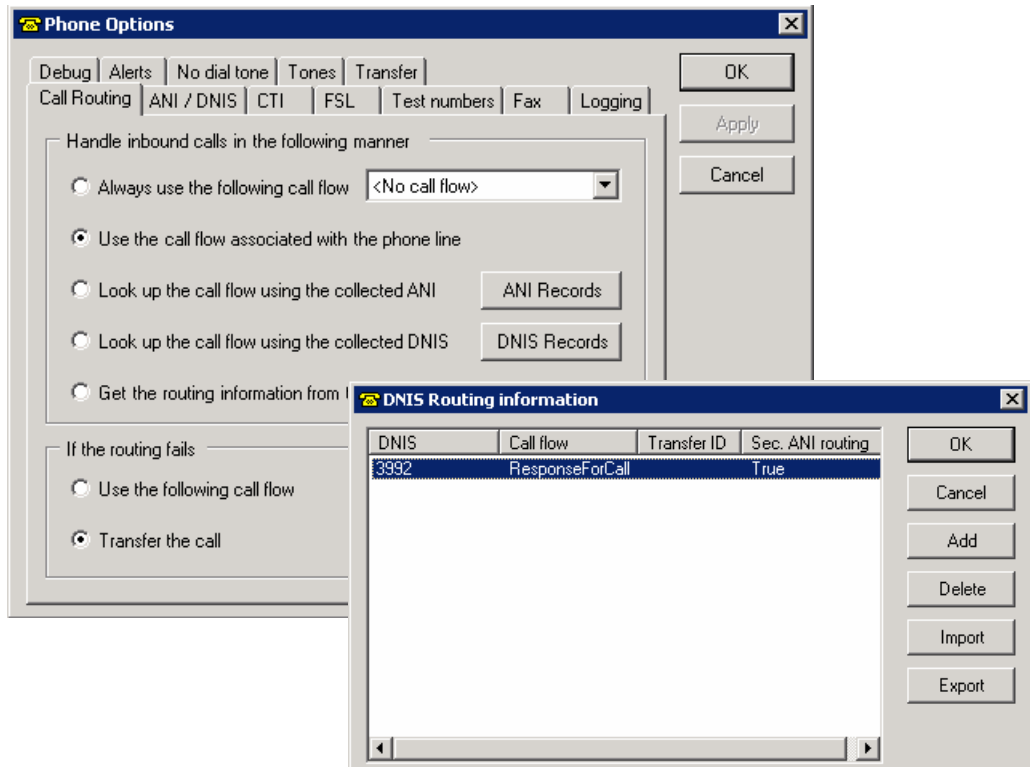 Phone Options
Debug Alerts No dial tone Tones Transfer
Call Routing ANI / DNIS CTI FSL Test numbers Fax Logging
OK
Apply
Cancel
Handle inbound calls in the following manner
Always use the following call flow <No call flow>
Use the call flow associated with the phone line
Look up the call flow using the collected ANI ANI Records
Look up the call flow using the collected DNIS DNIS Records
Get the routing information from
If the routing fails
Use the following call flow
Transfer the call
DNIS Routing information
DNIS Call flow Transfer ID Sec. ANI routing
3992 ResponseForCall True
OK
Cancel
Add
Delete
Import
Export